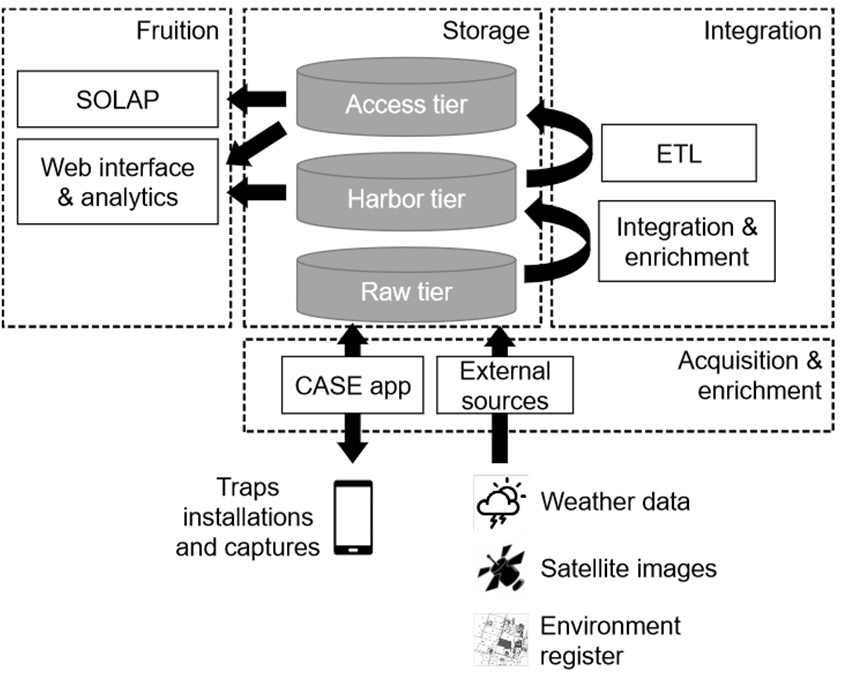 Fruition
Storage
Integration
SOLAP
Web interface
& analytics
Access tier
Harbor tier
Raw tier
ETL
Integration &
enrichment
CASE app
External
sources
Acquisition &
enrichment
Traps
installations
and captures
Weather data
Satellite images
Environment
register